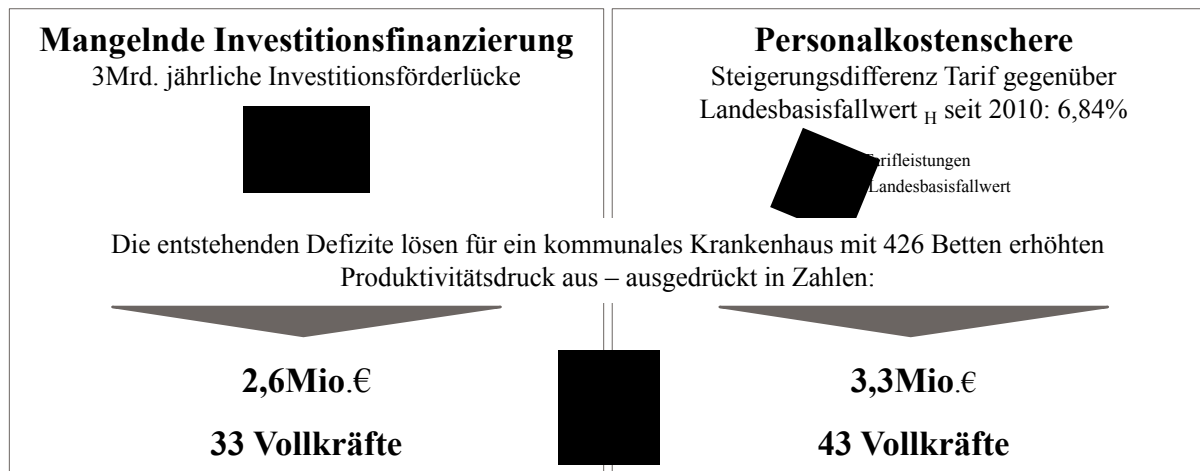 Mangelnde Investitionsfinanzierung
3Mrd. jährliche Investitionsförderlücke
Personalkostenschere
Steigerungsdifferenz Tarif gegenüber
Landesbasisfallwert H seit 2010: 6,84%
Landesbasisfallwert
Die entstehenden Defizite lösen für ein kommunales Krankenhaus mit 426 Betten erhöhten
Produktivitätsdruck aus – ausgedrückt in Zahlen:
2,6Mio.€
33 Vollkräfte
3,3Mio.€
43 Vollkräfte